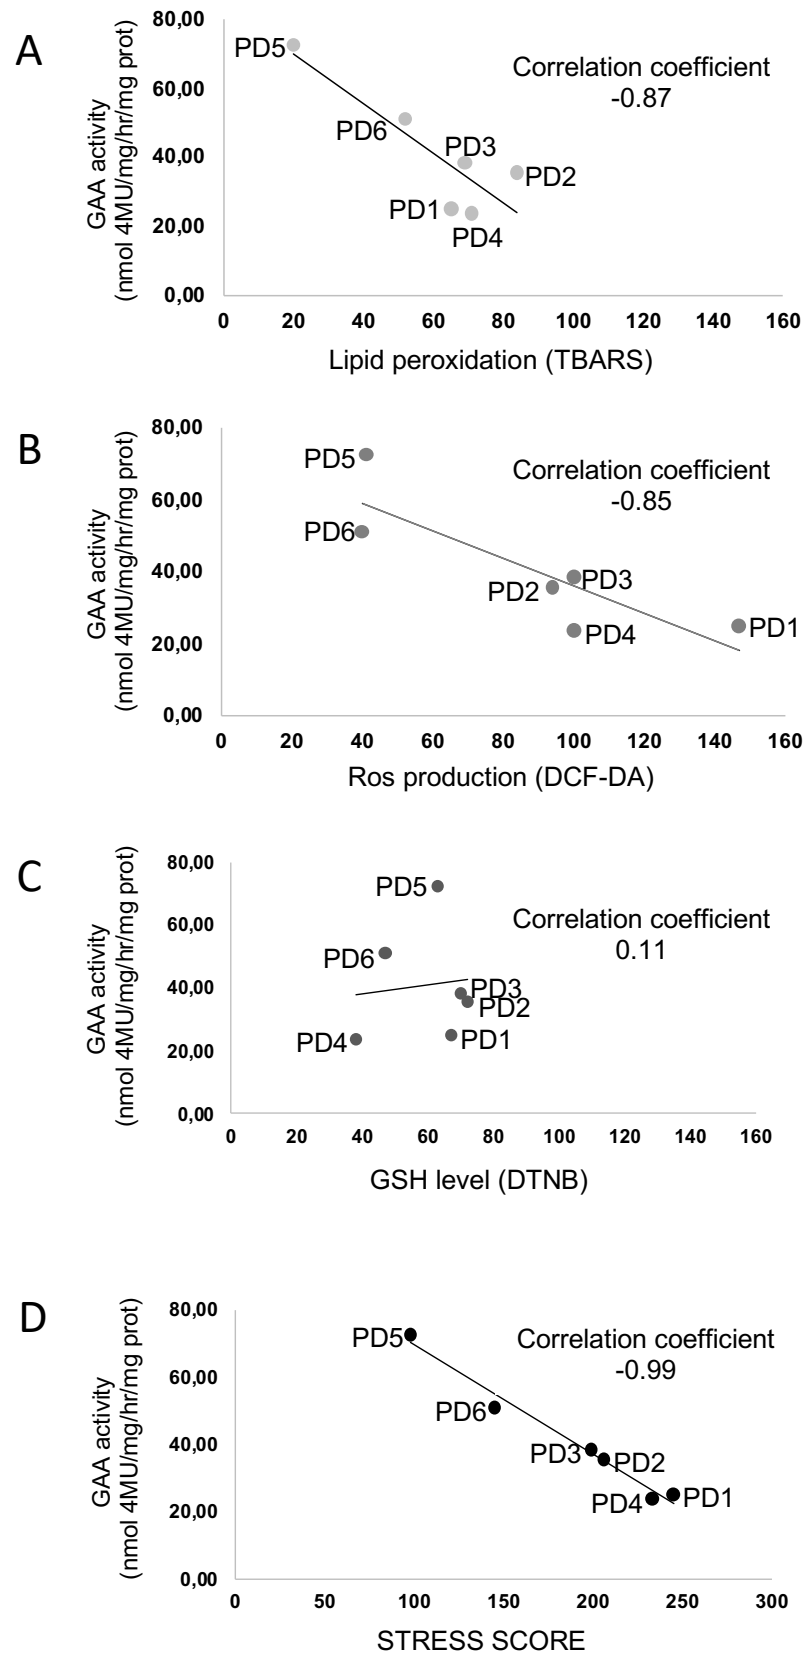 A
GAA activity
(nmol 4MU/mg/hr/mg prot)
80,00
60,00
40,00
20,00
0,00
PD5
PD6
PD3
PD2
PD1
PD4
Correlation coefficient
-0.87
0 20 40 60 80 100 120 140 160
Lipid peroxidation (TBARS)
B
GAA activity
(nmol 4MU/mg/hr/mg prot)
80,00
60,00
40,00
20,00
0,00
PD5
PD6
PD3
PD2
PD4
PD1
Correlation coefficient
-0.85
0 20 40 60 80 100 120 140 160
Ros production (DCF-DA)
C
GAA activity
(nmol 4MU/mg/hr/mg prot)
80,00
60,00
40,00
20,00
0,00
PD5
PD6
PD3
PD2
PD4
PD1
Correlation coefficient
0.11
0 20 40 60 80 100 120 140 160
GSH level (DTNB)
D
GAA activity
(nmol 4MU/mg/hr/mg prot)
80,00
60,00
40,00
20,00
0,00
PD5
PD6
PD3
PD2
PD4
PD1
Correlation coefficient
-0.99
0 50 100 150 200 250 300
STRESS SCORE